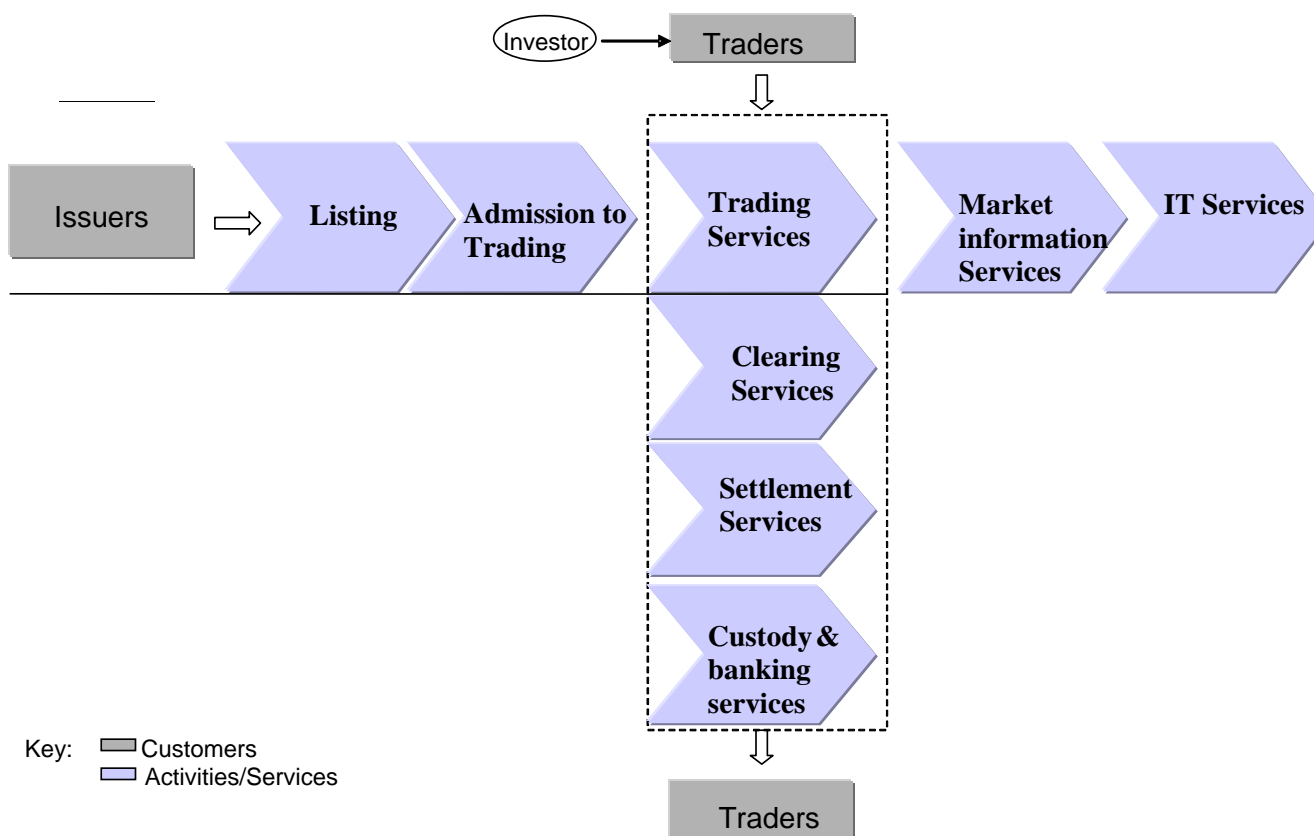 Investor
Traders
Issuers
Listing
Admission to
Trading
Trading
Services
Market
information
Services
IT Services
Clearing
Services
Settlement
Services
Custody &
banking
services
Key:
Customers
Activities/Services
Traders